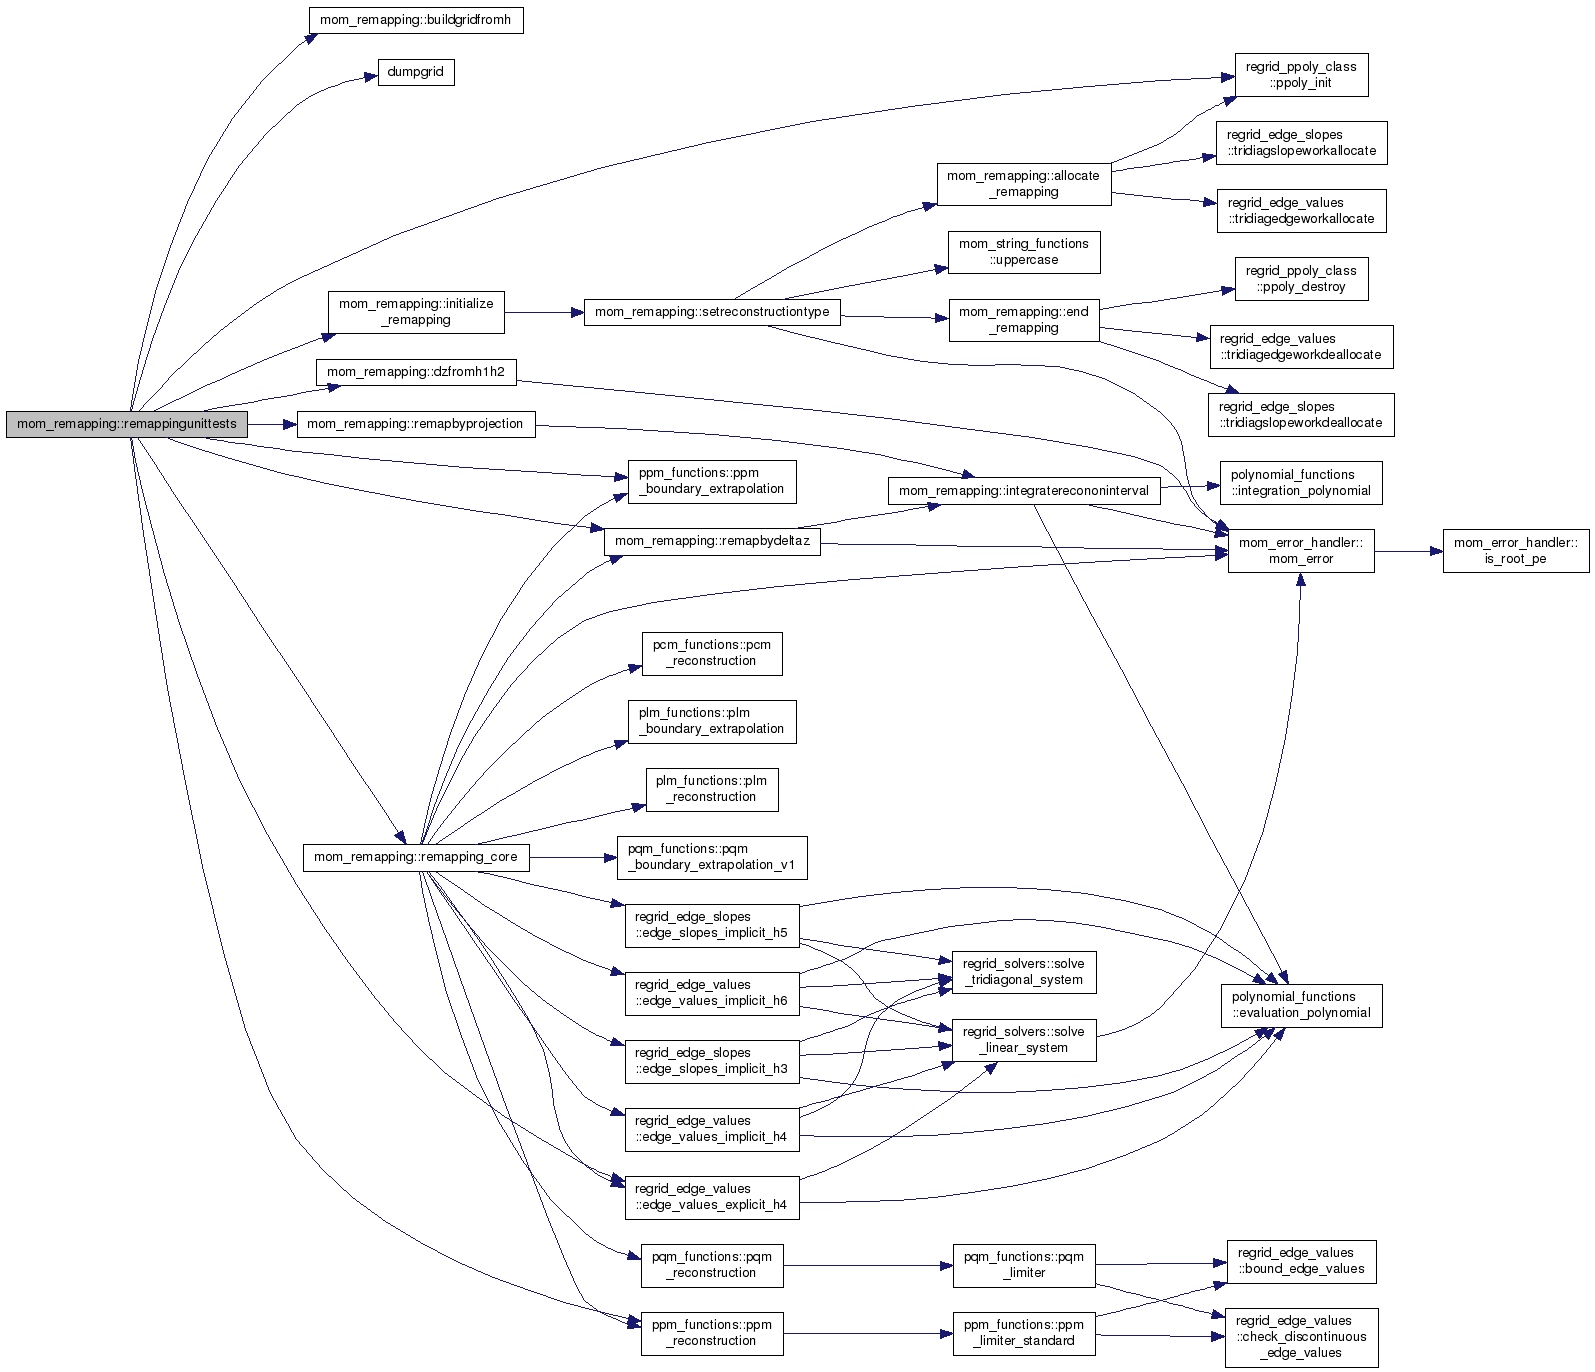 mom_remapping::buildgridfromh
dumpgrid
regrid_ppoly_class
::ppoly_init
regrid_edge_slopes
::tridiagslopeworkallocate
mom_remapping::allocate
_remapping
regrid_edge_values
::tridiagedgeworkallocate
mom_string_functions
::uppercase
regrid_ppoly_class
::ppoly_destroy
mom_remapping::initialize
_remapping
mom_remapping::setreconstructiontype
mom_remapping::end
_remapping
regrid_edge_values
::tridiagedgeworkdeallocate
mom_remapping::dzfromh1h2
regrid_edge_slopes
::tridiagslopeworkdeallocate
mom_remapping::remappingunittests
mom_remapping::remapbyprojection
ppm_functions::ppm
_boundary_extrapolation
mom_remapping::integraterecononinterval
polynomial_functions
::integration_polynomial
mom_remapping::remapbydeltaz
mom_error_handler::
mom_error
mom_error_handler::
is_root_pe
pcm_functions::pcm
_reconstruction
plm_functions::plm
_boundary_extrapolation
plm_functions::plm
_reconstruction
mom_remapping::remapping_core
pqm_functions::pqm
_boundary_extrapolation_v1
regrid_edge_slopes
::edge_slopes_implicit_h5
regrid_solvers::solve
_tridiagonal_system
regrid_edge_values
::edge_values_implicit_h6
polynomial_functions
::evaluation_polynomial
regrid_solvers::solve
_linear_system
regrid_edge_slopes
::edge_slopes_implicit_h3
regrid_edge_values
::edge_values_implicit_h4
regrid_edge_values
::edge_values_explicit_h4
pqm_functions::pqm
_reconstruction
pqm_functions::pqm
_limiter
regrid_edge_values
::bound_edge_values
ppm_functions::ppm
_reconstruction
ppm_functions::ppm
_limiter_standard
regrid_edge_values
::check_discontinuous
_edge_values